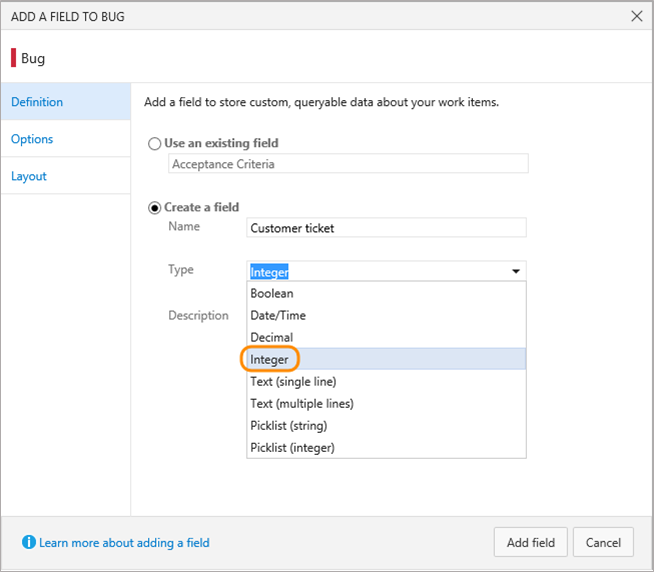 ADD A FIELD TO BUG
Bug
Definition
Options
Layout
Add a field to store custom, queryable data about your work items.
Use an existing field
Acceptance Criteria
Create a field
Name Customer ticket
Type Integer
Description
Boolean
Date/Time
Decimal
Integer
Text (single line)
Text (multiple lines)
Picklist (string)
Picklist (integer)
Learn more about adding a field
Add field Cancel